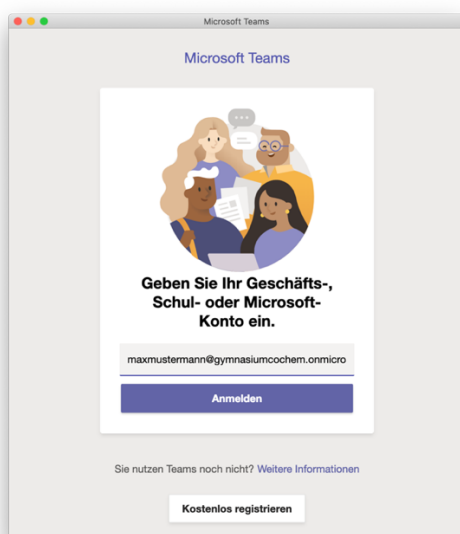 Microsoft Teams
Microsoft Teams
Geben Sie Ihr Geschäfts-,
Schul- oder Microsoft-
Konto ein.
maxmustermann@gymnasiumcochem.onmicro
Anmelden
Sie nutzen Teams noch nicht? Weitere Informationen
Kostenlos registrieren